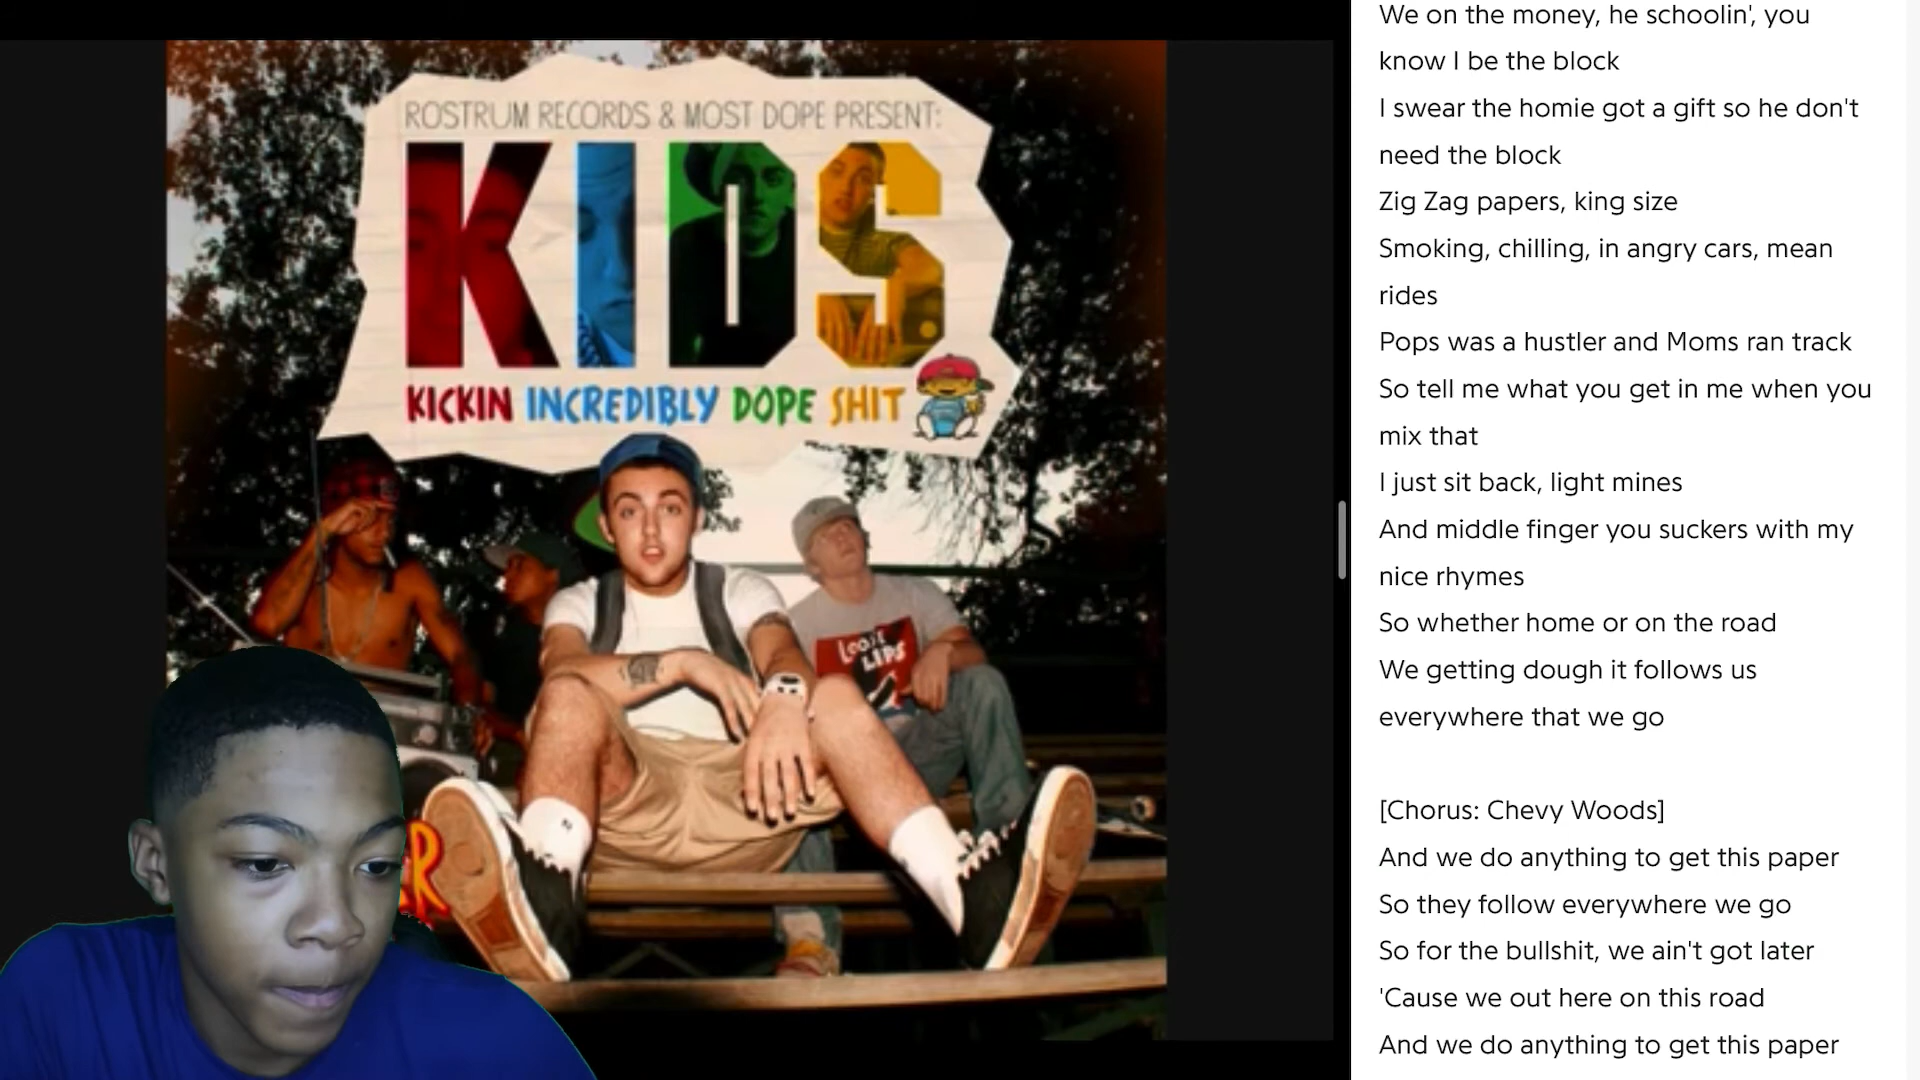 ROSTRUM RECORDS & MOST DOPE PRESENT:
KIDS
KICKIN INCREDIBLY DOPE SHIT
LOOSE
LIPS
We on the money, he schoolin', you
know I be the block
I swear the homie got a gift so he don't
need the block
Zig Zag papers, king size
Smoking, chilling, in angry cars, mean
rides
Pops was a hustler and Moms ran track
So tell me what you get in me when you
mix that
I just sit back, light mines
And middle finger you suckers with my
nice rhymes
So whether home or on the road
We getting dough it follows us
everywhere that we go
[Chorus: Chevy Woods]
And we do anything to get this paper
So they follow everywhere we go
So for the bullshit, we ain't got later
'Cause we out here on this road
And we do anything to get this paper